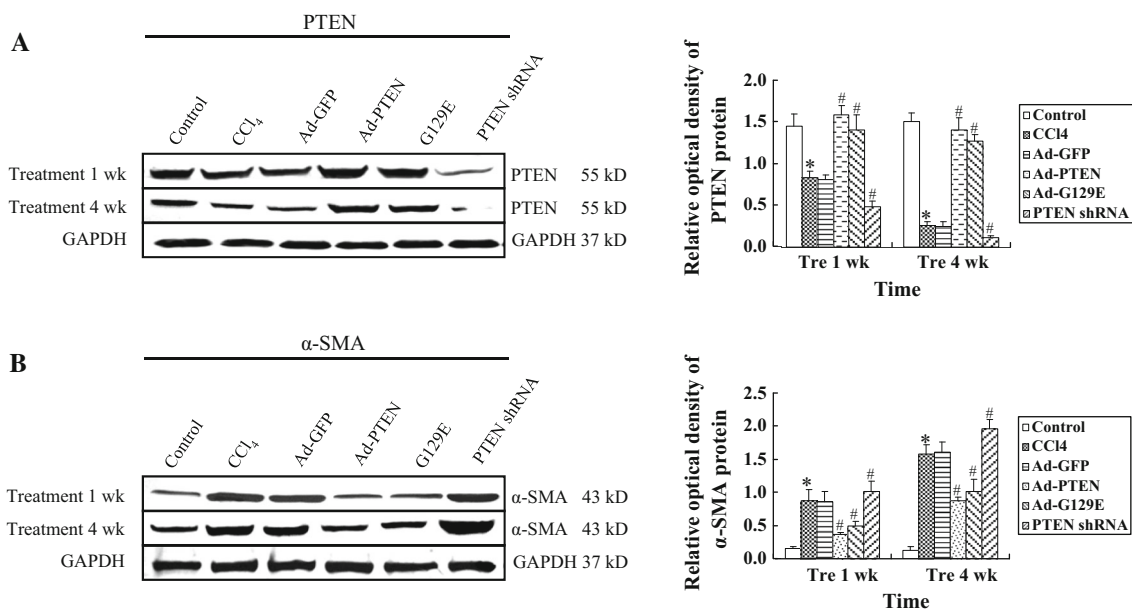 A
PTEN
Control CCl₄ Ad-GFP Ad-PTEN G129E PTEN shRNA
Treatment 1 wk PTEN 55 kD
Treatment 4 wk PTEN 55 kD
GAPDH GAPDH 37 kD
Relative optical density of
PTEN protein
2.0
1.5
1.0
0.5
0.0
# # * #
# # * #
Tre 1 wk Tre 4 wk
Time
Control
CCl4
Ad-GFP
Ad-PTEN
Ad-G129E
PTEN shRNA
B
α-SMA
Control CCl₄ Ad-GFP Ad-PTEN G129E PTEN shRNA
Treatment 1 wk α-SMA 43 kD
Treatment 4 wk α-SMA 43 kD
GAPDH GAPDH 37 kD
Relative optical density of
α-SMA protein
2.5
2.0
1.5
1.0
0.5
0.0
* # # #
* # # #
Tre 1 wk Tre 4 wk
Time
Control
CCl4
Ad-GFP
Ad-PTEN
Ad-G129E
PTEN shRNA